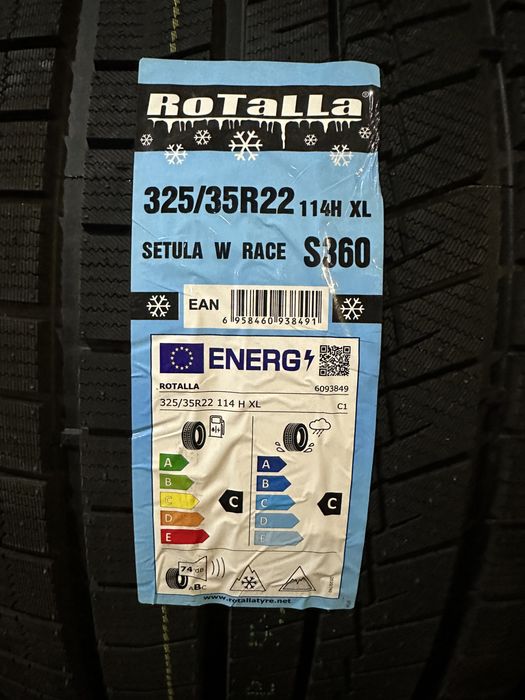 RoTaLLa®
325/35R22 114H XL
SETULA W RACE S360
EAN
6 958460 938491
ENERG
ROTALLA 6093849
325/35R22 114 H XL C1
A A
B B
C C C C
D D
E E
74 dB
ABC
www.rotallatyre.net